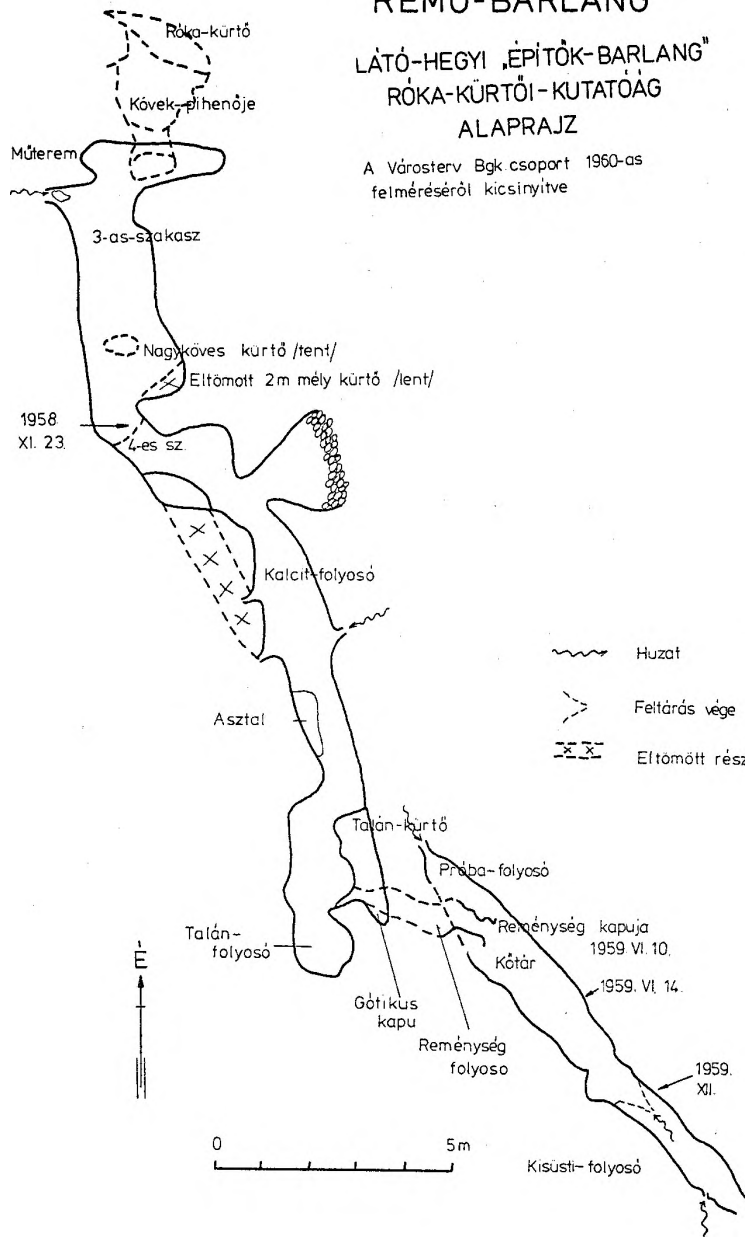 REMÜ-BARLANG
LÁTÓ-HEGYI „ÉPÍTŐK-BARLANG"
RÓKA-KÜRTŐI-KUTATÓÁG
ALAPRAJZ
A Városterv Bgk. csoport 1960-as
felméréséről kicsinyítve
Róka-kürtő
Kövek-pihenője
Műterem
3-as-szakasz
Nagyköves kürtő /fent/
Eltömött 2m mély kürtő /lent/
1958.
XI. 23.
4-es sz.
Kalcit-folyosó
Huzat
Feltárás vége
Eltömött rész
Asztal
Talán-kürtő
Próba-folyosó
Reménység kapuja
1959. VI. 10.
Kőtár
1959. VI. 14.
Talán-
folyosó
É
Gótikus
kapu
Reménység
folyoso
1959.
XII.
0
5m
Kisüsti-folyosó